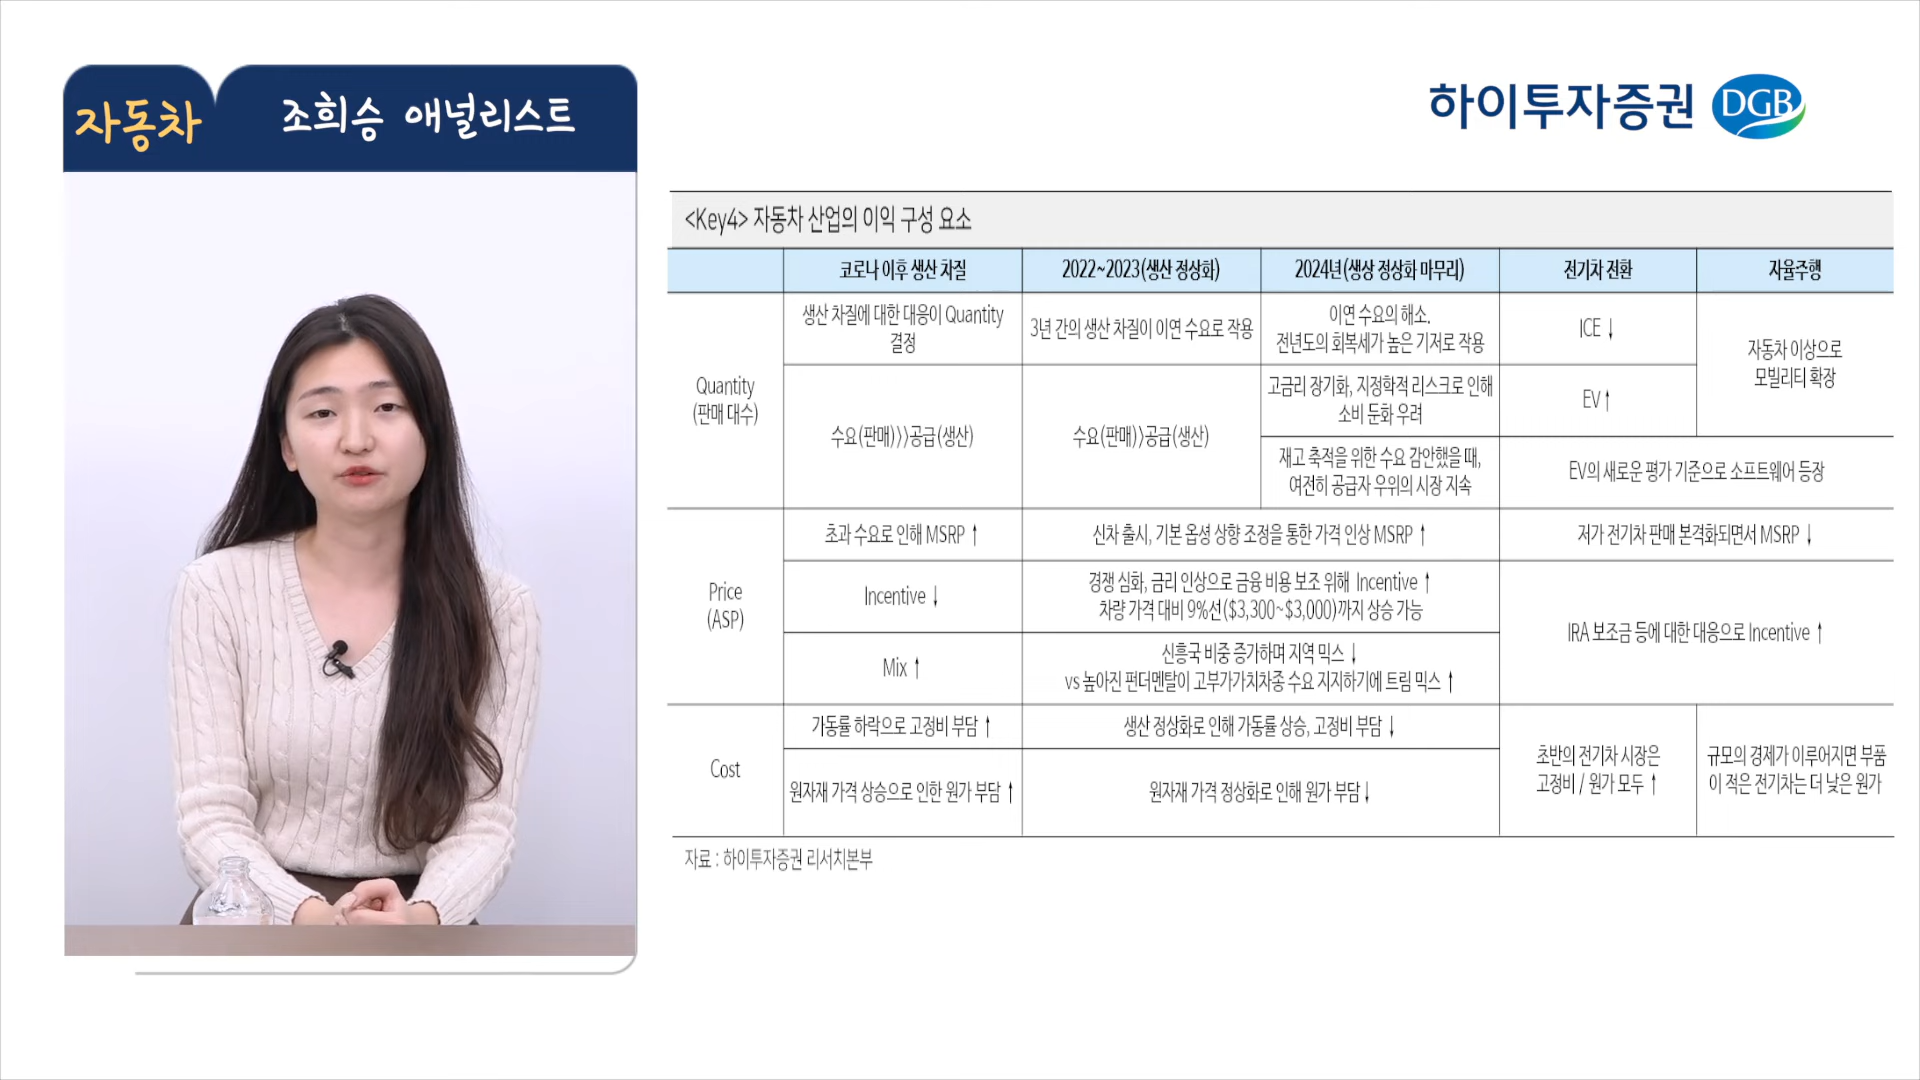 자동차
조희승 애널리스트
하이투자증권 DGB
<Key4> 자동차 산업의 이익 구성 요소
코로나 이후 생산 차질
2022~2023(생산 정상화)
2024년(생상 정상화 마무리)
전기차 전환
자율주행
Quantity
(판매 대수)
생산 차질에 대한 대응이 Quantity
결정
3년 간의 생산 차질이 이연 수요로 작용
이연 수요의 해소.
전년도의 회복세가 높은 기저로 작용
ICE ↓
자동차 이상으로
모빌리티 확장
수요(판매)⟩⟩⟩공급(생산)
수요(판매)⟩공급(생산)
고금리 장기화, 지정학적 리스크로 인해
소비 둔화 우려
EV↑
재고 축적을 위한 수요 감안했을 때,
여전히 공급자 우위의 시장 지속
EV의 새로운 평가 기준으로 소프트웨어 등장
Price
(ASP)
초과 수요로 인해 MSRP ↑
신차 출시, 기본 옵셩 상향 조정을 통한 가격 인상 MSRP ↑
저가 전기차 판매 본격화되면서 MSRP ↓
Incentive ↓
경쟁 심화, 금리 인상으로 금융 비용 보조 위해 Incentive ↑
차량 가격 대비 9%선($3,300~$3,000)까지 상승 가능
IRA 보조금 등에 대한 대응으로 Incentive ↑
Mix ↑
신흥국 비중 증가하며 지역 믹스 ↓
vs 높아진 펀더멘탈이 고부가가치차종 수요 지지하기에 트림 믹스 ↑
Cost
가동률 하락으로 고정비 부담 ↑
생산 정상화로 인해 가동률 상승, 고정비 부담 ↓
초반의 전기차 시장은
고정비 / 원가 모두 ↑
규모의 경제가 이루어지면 부품
이 적은 전기차는 더 낮은 원가
원자재 가격 상승으로 인한 원가 부담 ↑
원자재 가격 정상화로 인해 원가 부담↓
자료 : 하이투자증권 리서치본부